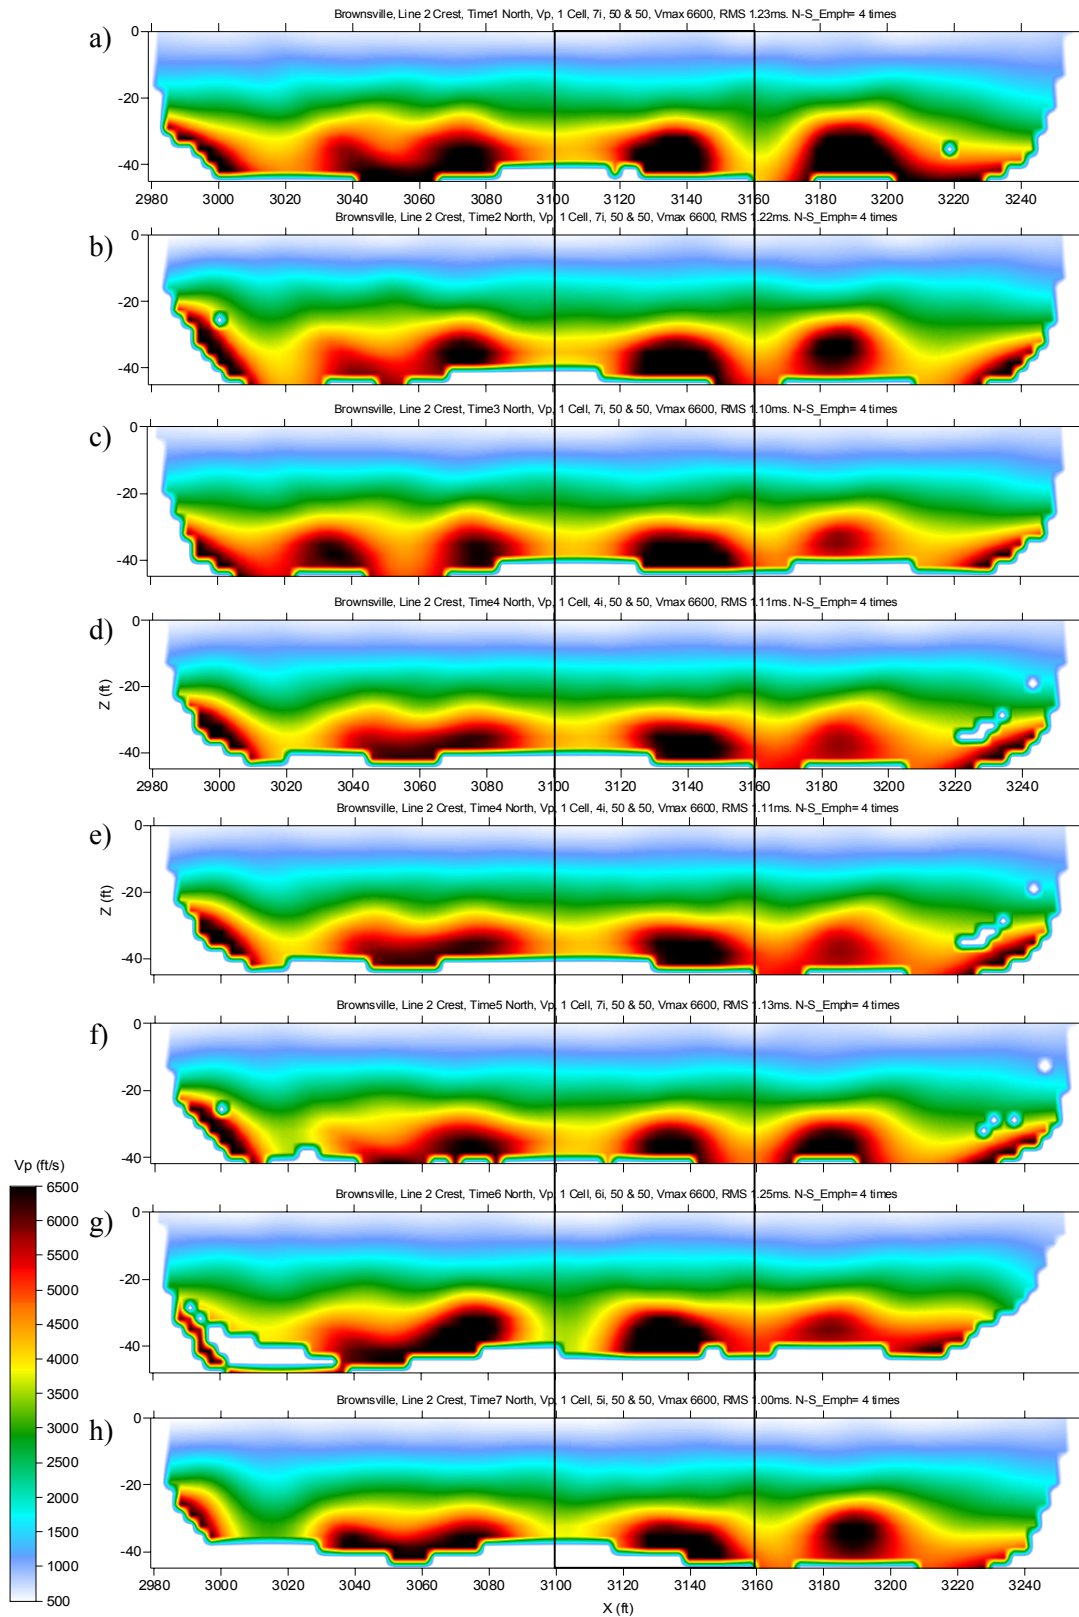 Brownsville, Line 2 Crest, Time1 North, Vp, 1 Cell, 7i, 50 & 50, Vmax 6600, RMS 1.23ms. N-S_Emph= 4 times
a)
0
-20
-40
2980 3000 3020 3040 3060 3080 3100 3120 3140 3160 3180 3200 3220 3240
Brownsville, Line 2 Crest, Time2 North, Vp, 1 Cell, 7i, 50 & 50, Vmax 6600, RMS 1.22ms. N-S_Emph= 4 times
b)
0
-20
-40
Brownsville, Line 2 Crest, Time3 North, Vp, 1 Cell, 7i, 50 & 50, Vmax 6600, RMS 1.10ms. N-S_Emph= 4 times
c)
0
-20
-40
Brownsville, Line 2 Crest, Time4 North, Vp, 1 Cell, 4i, 50 & 50, Vmax 6600, RMS 1.11ms. N-S_Emph= 4 times
d)
0
-20
-40
Z (ft)
2980 3000 3020 3040 3060 3080 3100 3120 3140 3160 3180 3200 3220 3240
Brownsville, Line 2 Crest, Time4 North, Vp, 1 Cell, 4i, 50 & 50, Vmax 6600, RMS 1.11ms. N-S_Emph= 4 times
e)
0
-20
-40
Z (ft)
Brownsville, Line 2 Crest, Time5 North, Vp, 1 Cell, 7i, 50 & 50, Vmax 6600, RMS 1.13ms. N-S_Emph= 4 times
f)
0
-20
-40
Brownsville, Line 2 Crest, Time6 North, Vp, 1 Cell, 6i, 50 & 50, Vmax 6600, RMS 1.25ms. N-S_Emph= 4 times
g)
0
-20
-40
Brownsville, Line 2 Crest, Time7 North, Vp, 1 Cell, 5i, 50 & 50, Vmax 6600, RMS 1.00ms. N-S_Emph= 4 times
h)
0
-20
-40
2980 3000 3020 3040 3060 3080 3100 3120 3140 3160 3180 3200 3220 3240
X (ft)
Vp (ft/s)
6500
6000
5500
5000
4500
4000
3500
3000
2500
2000
1500
1000
500